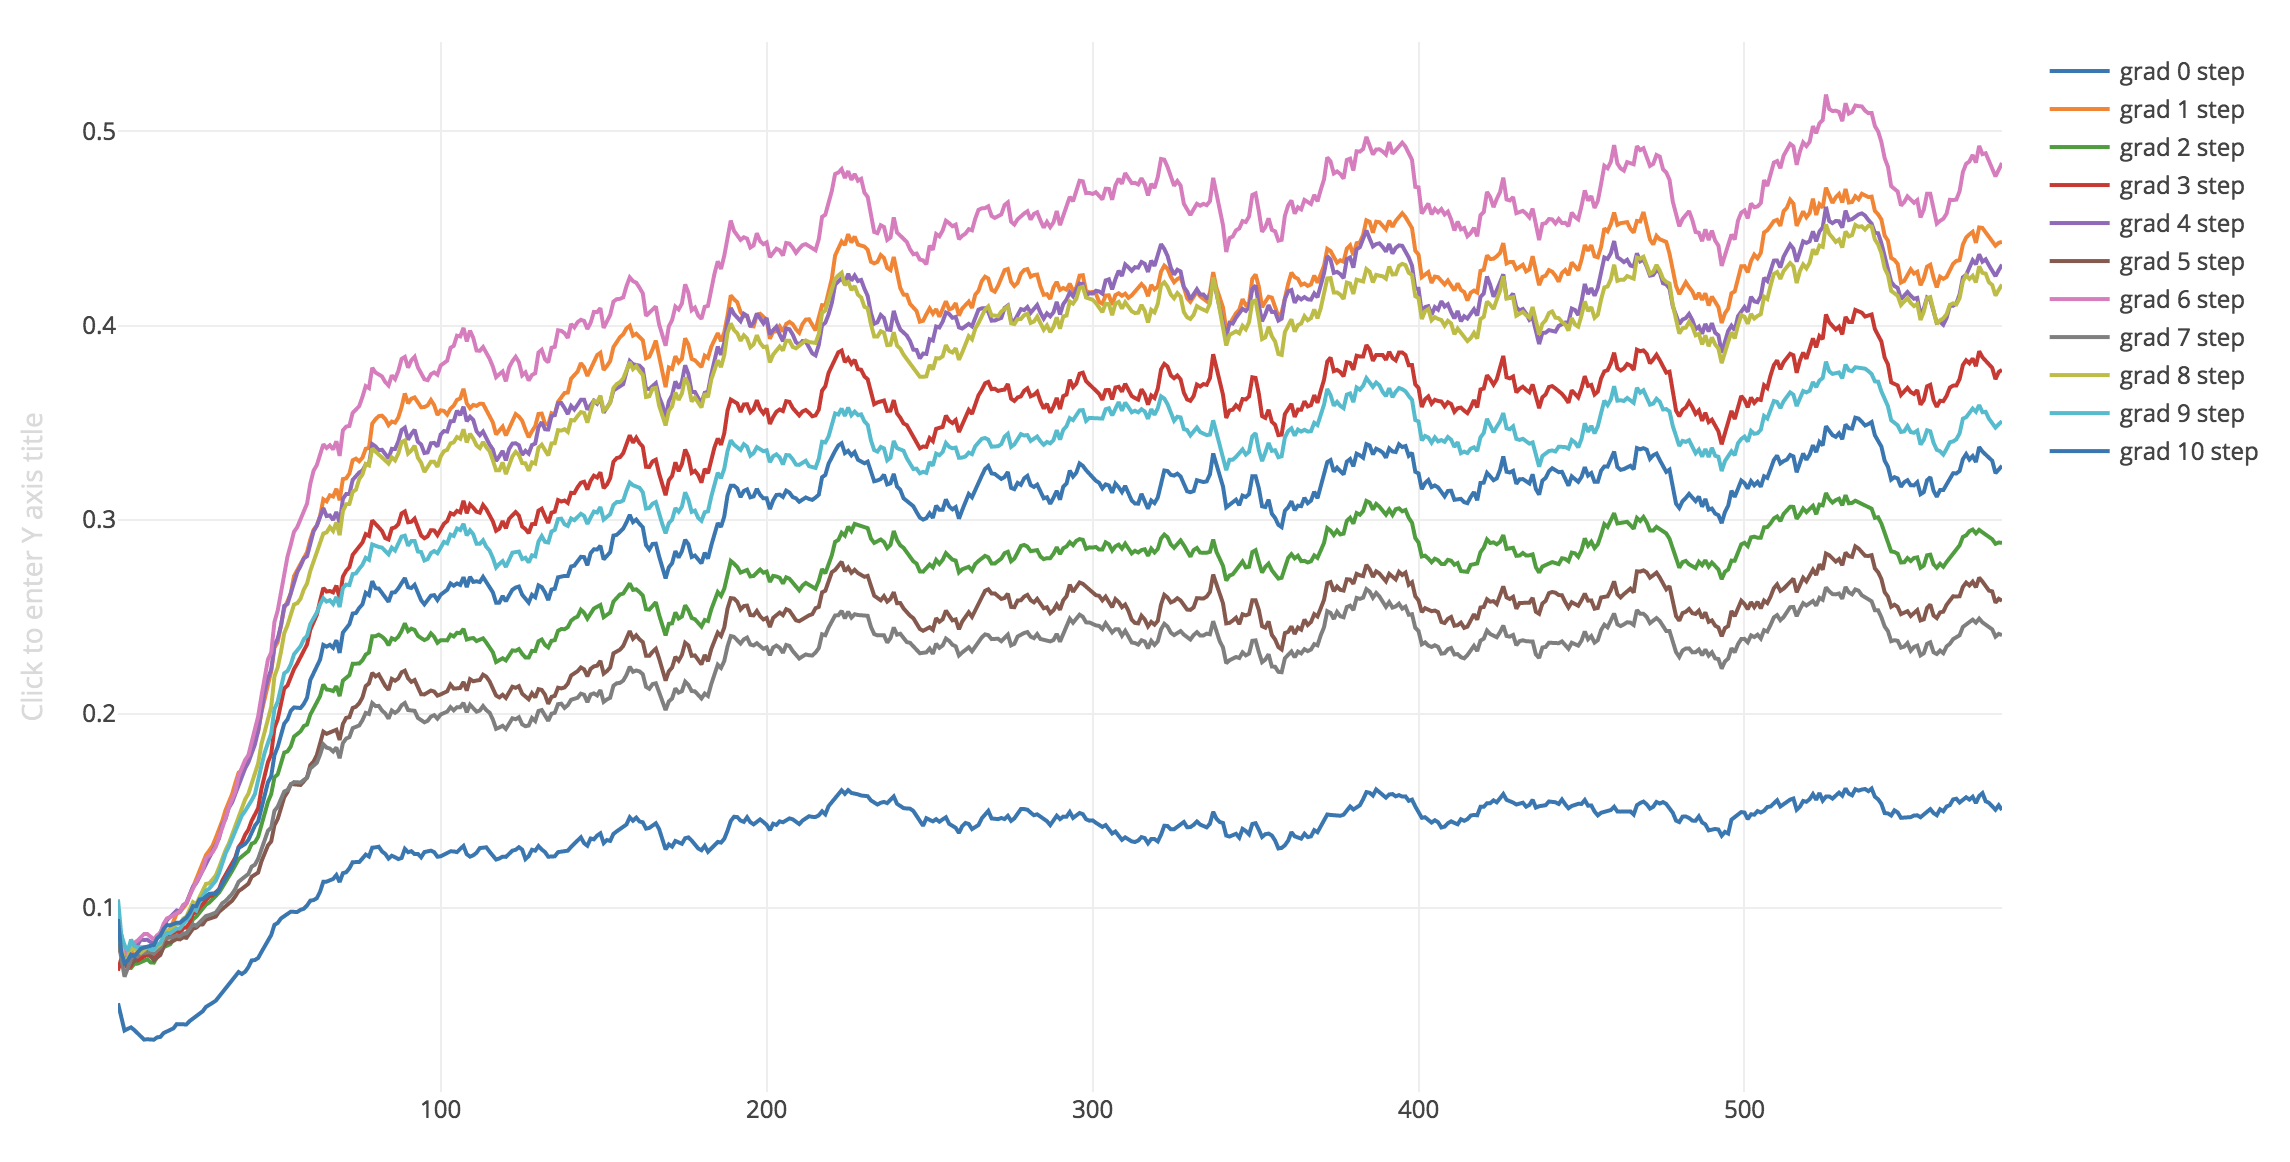 Click to enter Y axis title
0.5
0.4
0.3
0.2
0.1
100
200
300
400
500
grad 0 step
grad 1 step
grad 2 step
grad 3 step
grad 4 step
grad 5 step
grad 6 step
grad 7 step
grad 8 step
grad 9 step
grad 10 step